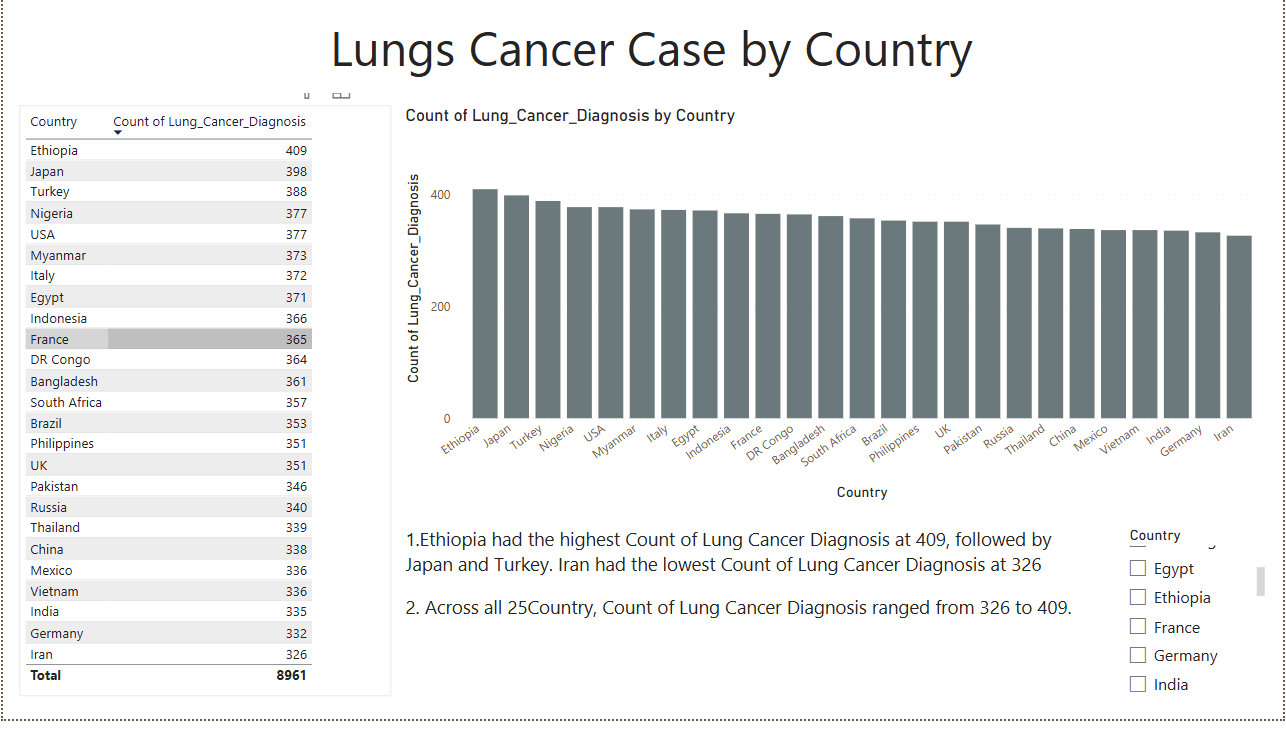 Lungs Cancer Case by Country
Country Count of Lung_Cancer_Diagnosis
Ethiopia 409
Japan 398
Turkey 388
Nigeria 377
USA 377
Myanmar 373
Italy 372
Egypt 371
Indonesia 366
France 365
DR Congo 364
Bangladesh 361
South Africa 357
Brazil 353
Philippines 351
UK 351
Pakistan 346
Russia 340
Thailand 339
China 338
Mexico 336
Vietnam 336
India 335
Germany 332
Iran 326
Total 8961
Count of Lung_Cancer_Diagnosis by Country
Count of Lung_Cancer_Diagnosis
400
200
0
Ethiopia Japan Turkey Nigeria USA Myanmar Italy Egypt Indonesia France DR Congo Bangladesh South Africa Brazil Philippines UK Pakistan Russia Thailand China Mexico Vietnam India Germany Iran
Country
1.Ethiopia had the highest Count of Lung Cancer Diagnosis at 409, followed by
Japan and Turkey. Iran had the lowest Count of Lung Cancer Diagnosis at 326
2. Across all 25Country, Count of Lung Cancer Diagnosis ranged from 326 to 409.
Country
Egypt
Ethiopia
France
Germany
India